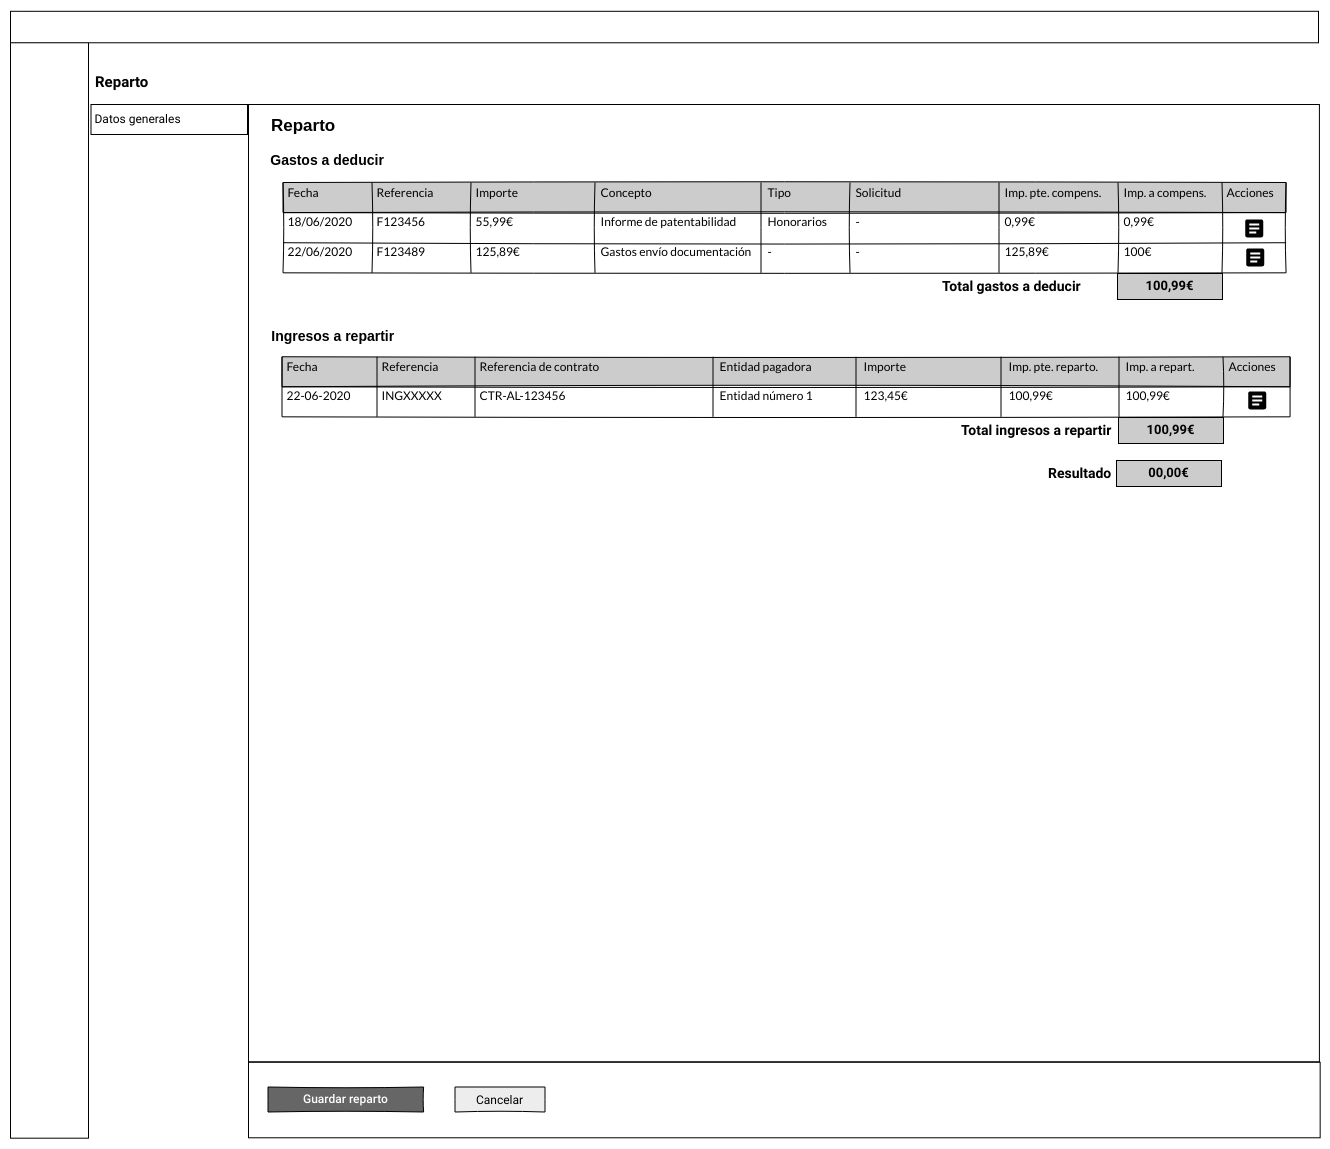 Reparto
Datos generales
Reparto
Gastos a deducir
Fecha Referencia Importe Concepto Tipo Solicitud Imp. pte. compens. Imp. a compens. Acciones
18/06/2020 F123456 55,99€ Informe de patentabilidad Honorarios - 0,99€ 0,99€
22/06/2020 F123489 125,89€ Gastos envío documentación - - 125,89€ 100€
Total gastos a deducir 100,99€
Ingresos a repartir
Fecha Referencia Referencia de contrato Entidad pagadora Importe Imp. pte. reparto. Imp. a repart. Acciones
22-06-2020 INGXXXXX CTR-AL-123456 Entidad número 1 123,45€ 100,99€ 100,99€
Total ingresos a repartir 100,99€
Resultado 00,00€
Guardar reparto Cancelar